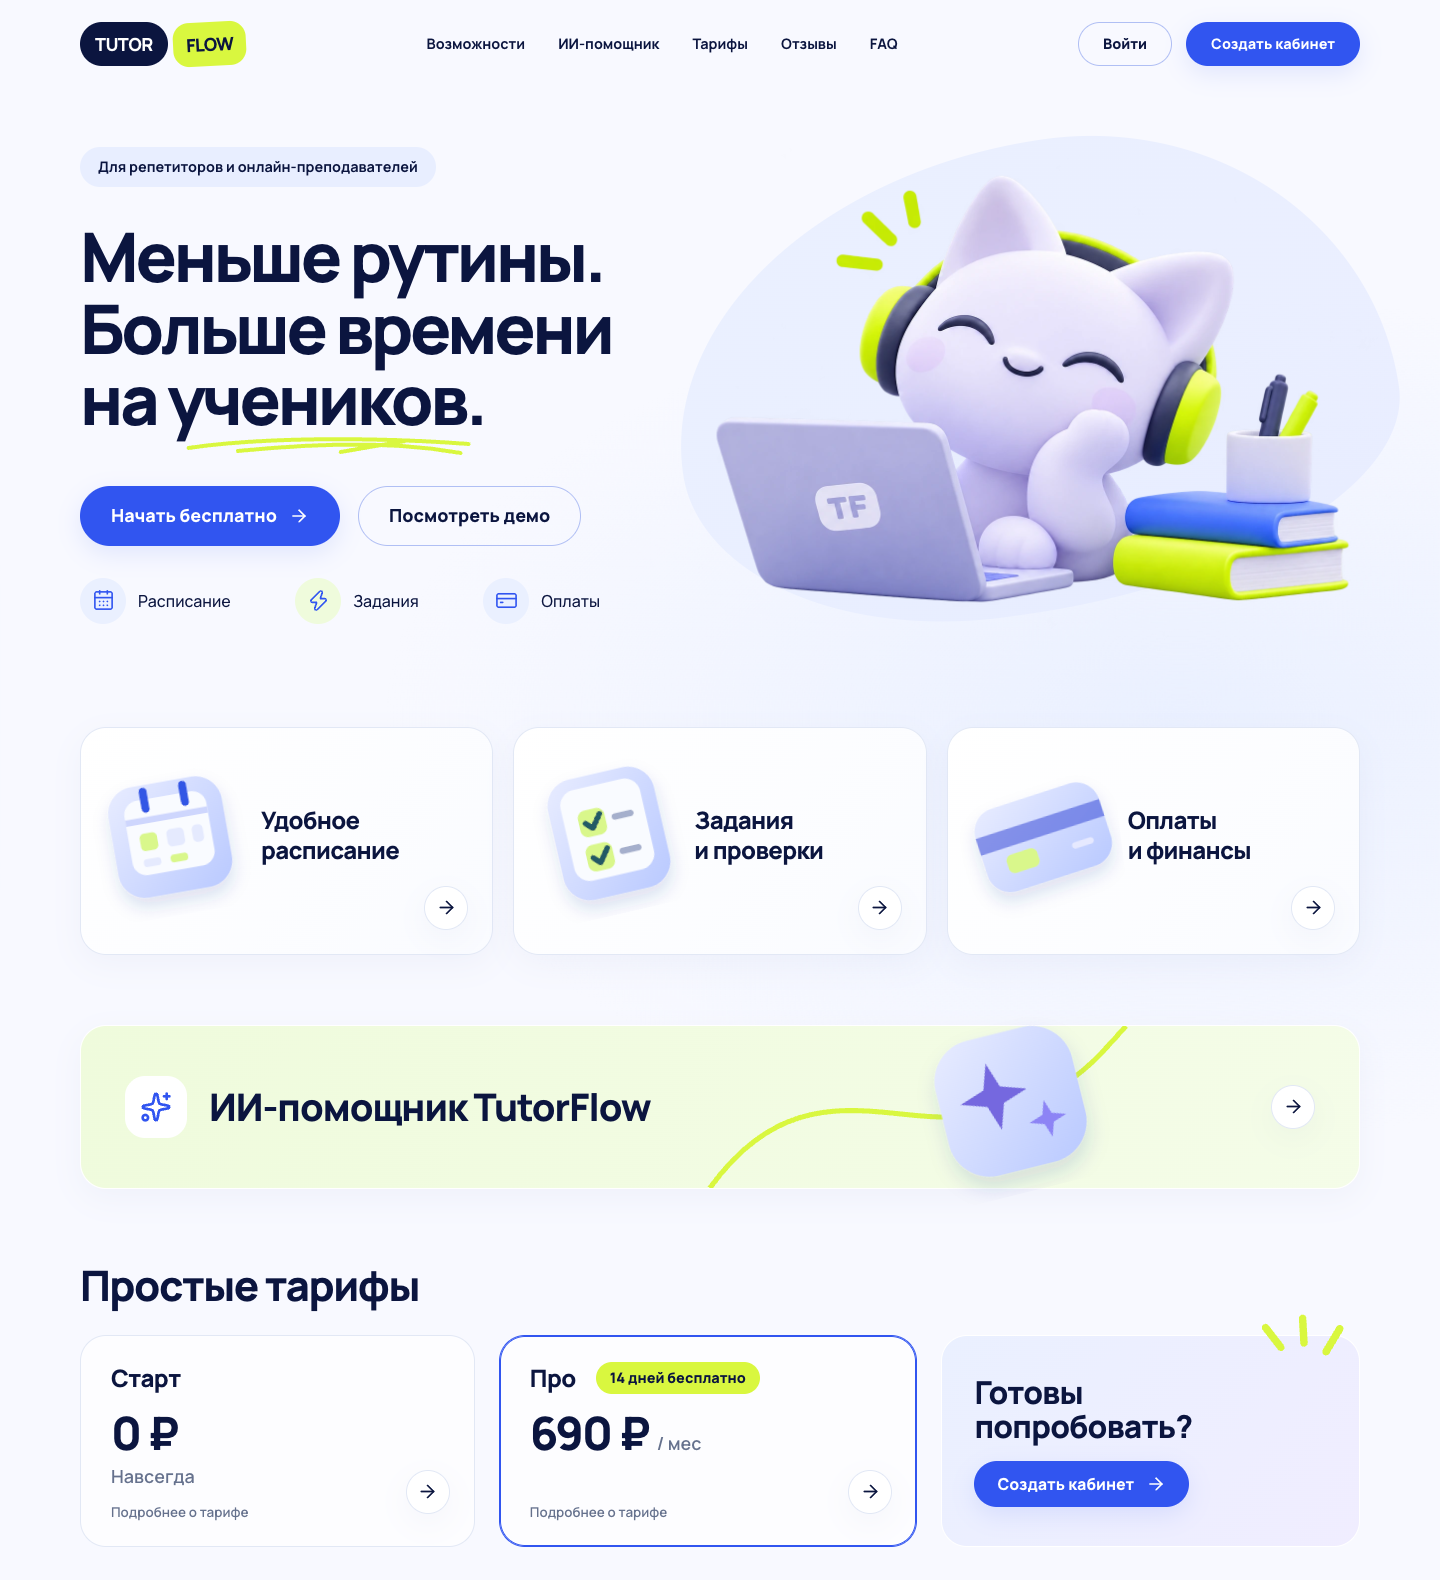 TUTOR FLOW
Возможности ИИ-помощник Тарифы Отзывы FAQ
Войти Создать кабинет
Для репетиторов и онлайн-преподавателей
Меньше рутины.
Больше времени
на учеников.
Начать бесплатно Посмотреть демо
Расписание Задания Оплаты
TF
Удобное
расписание
Задания
и проверки
Оплаты
и финансы
ИИ-помощник TutorFlow
Простые тарифы
Старт
0 ₽
Навсегда
Подробнее о тарифе
Про 14 дней бесплатно
690 ₽ / мес
Подробнее о тарифе
Готовы
попробовать?
Создать кабинет